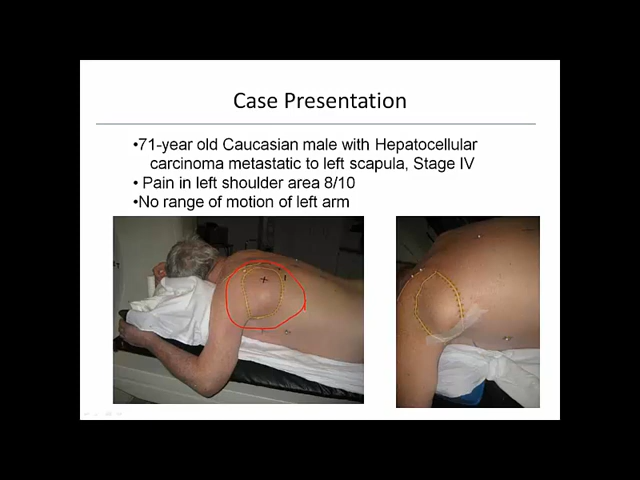 Case Presentation
•71-year old Caucasian male with Hepatocellular
carcinoma metastatic to left scapula, Stage IV
• Pain in left shoulder area 8/10
•No range of motion of left arm